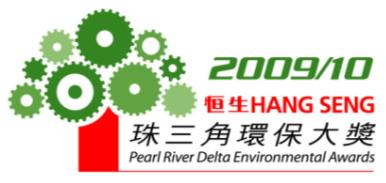 2009/10
恒生HANG SENG
珠三角環保大獎
Pearl River Delta Environmental Awards